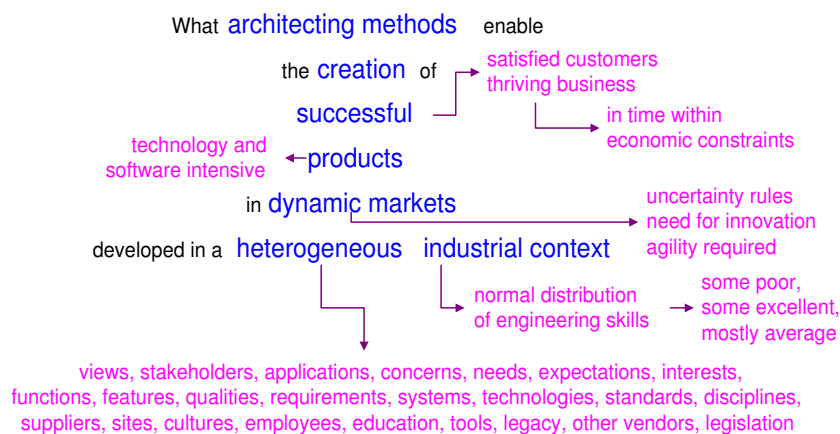 What architecting methods enable
the creation of
satisfied customers
thriving business
successful
in time within
economic constraints
technology and
software intensive
products
in dynamic markets
uncertainty rules
need for innovation
agility required
developed in a heterogeneous industrial context
normal distribution
of engineering skills
some poor,
some excellent,
mostly average
views, stakeholders, applications, concerns, needs, expectations, interests,
functions, features, qualities, requirements, systems, technologies, standards, disciplines,
suppliers, sites, cultures, employees, education, tools, legacy, other vendors, legislation